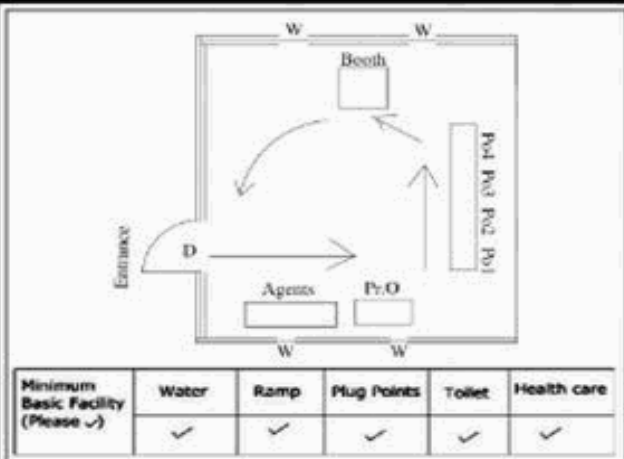 W W
Booth
Po4 Po3 Po2 Po1
Entrance
D
Agents Pr.O
W W
Minimum Basic Facility (Please ✓) Water Ramp Plug Points Toilet Health care
✓ ✓ ✓ ✓ ✓